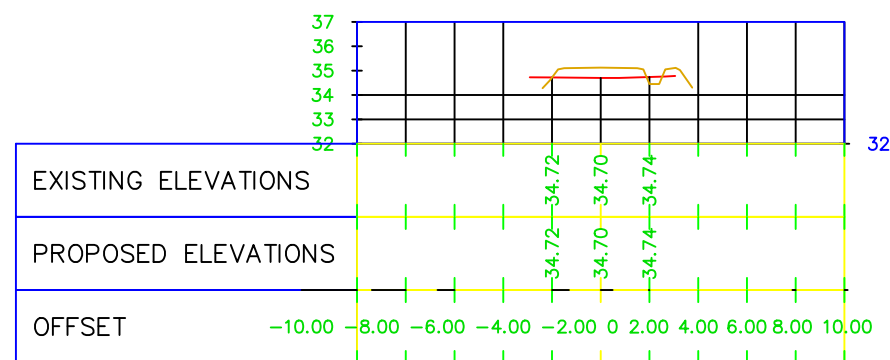 37
36
35
34
33
32 32
EXISTING ELEVATIONS 34.72 34.70 34.74
PROPOSED ELEVATIONS 34.72 34.70 34.74
OFFSET -10.00 -8.00 -6.00 -4.00 -2.00 0 2.00 4.00 6.00 8.00 10.00